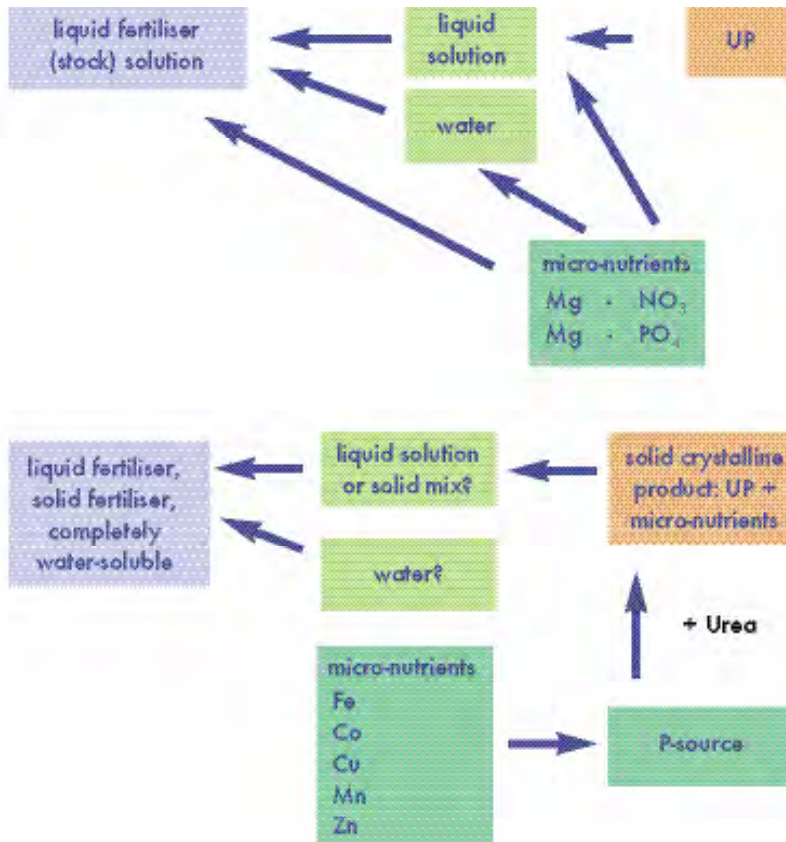 liquid fertiliser
(stock) solution
liquid
solution
UP
water
micro-nutrients
Mg - NO₃
Mg - PO₄
liquid fertiliser,
solid fertiliser,
completely
water-soluble
liquid solution
or solid mix?
solid crystalline
product: UP +
micro-nutrients
water?
+ Urea
micro-nutrients
Fe
Co
Cu
Mn
Zn
P-source